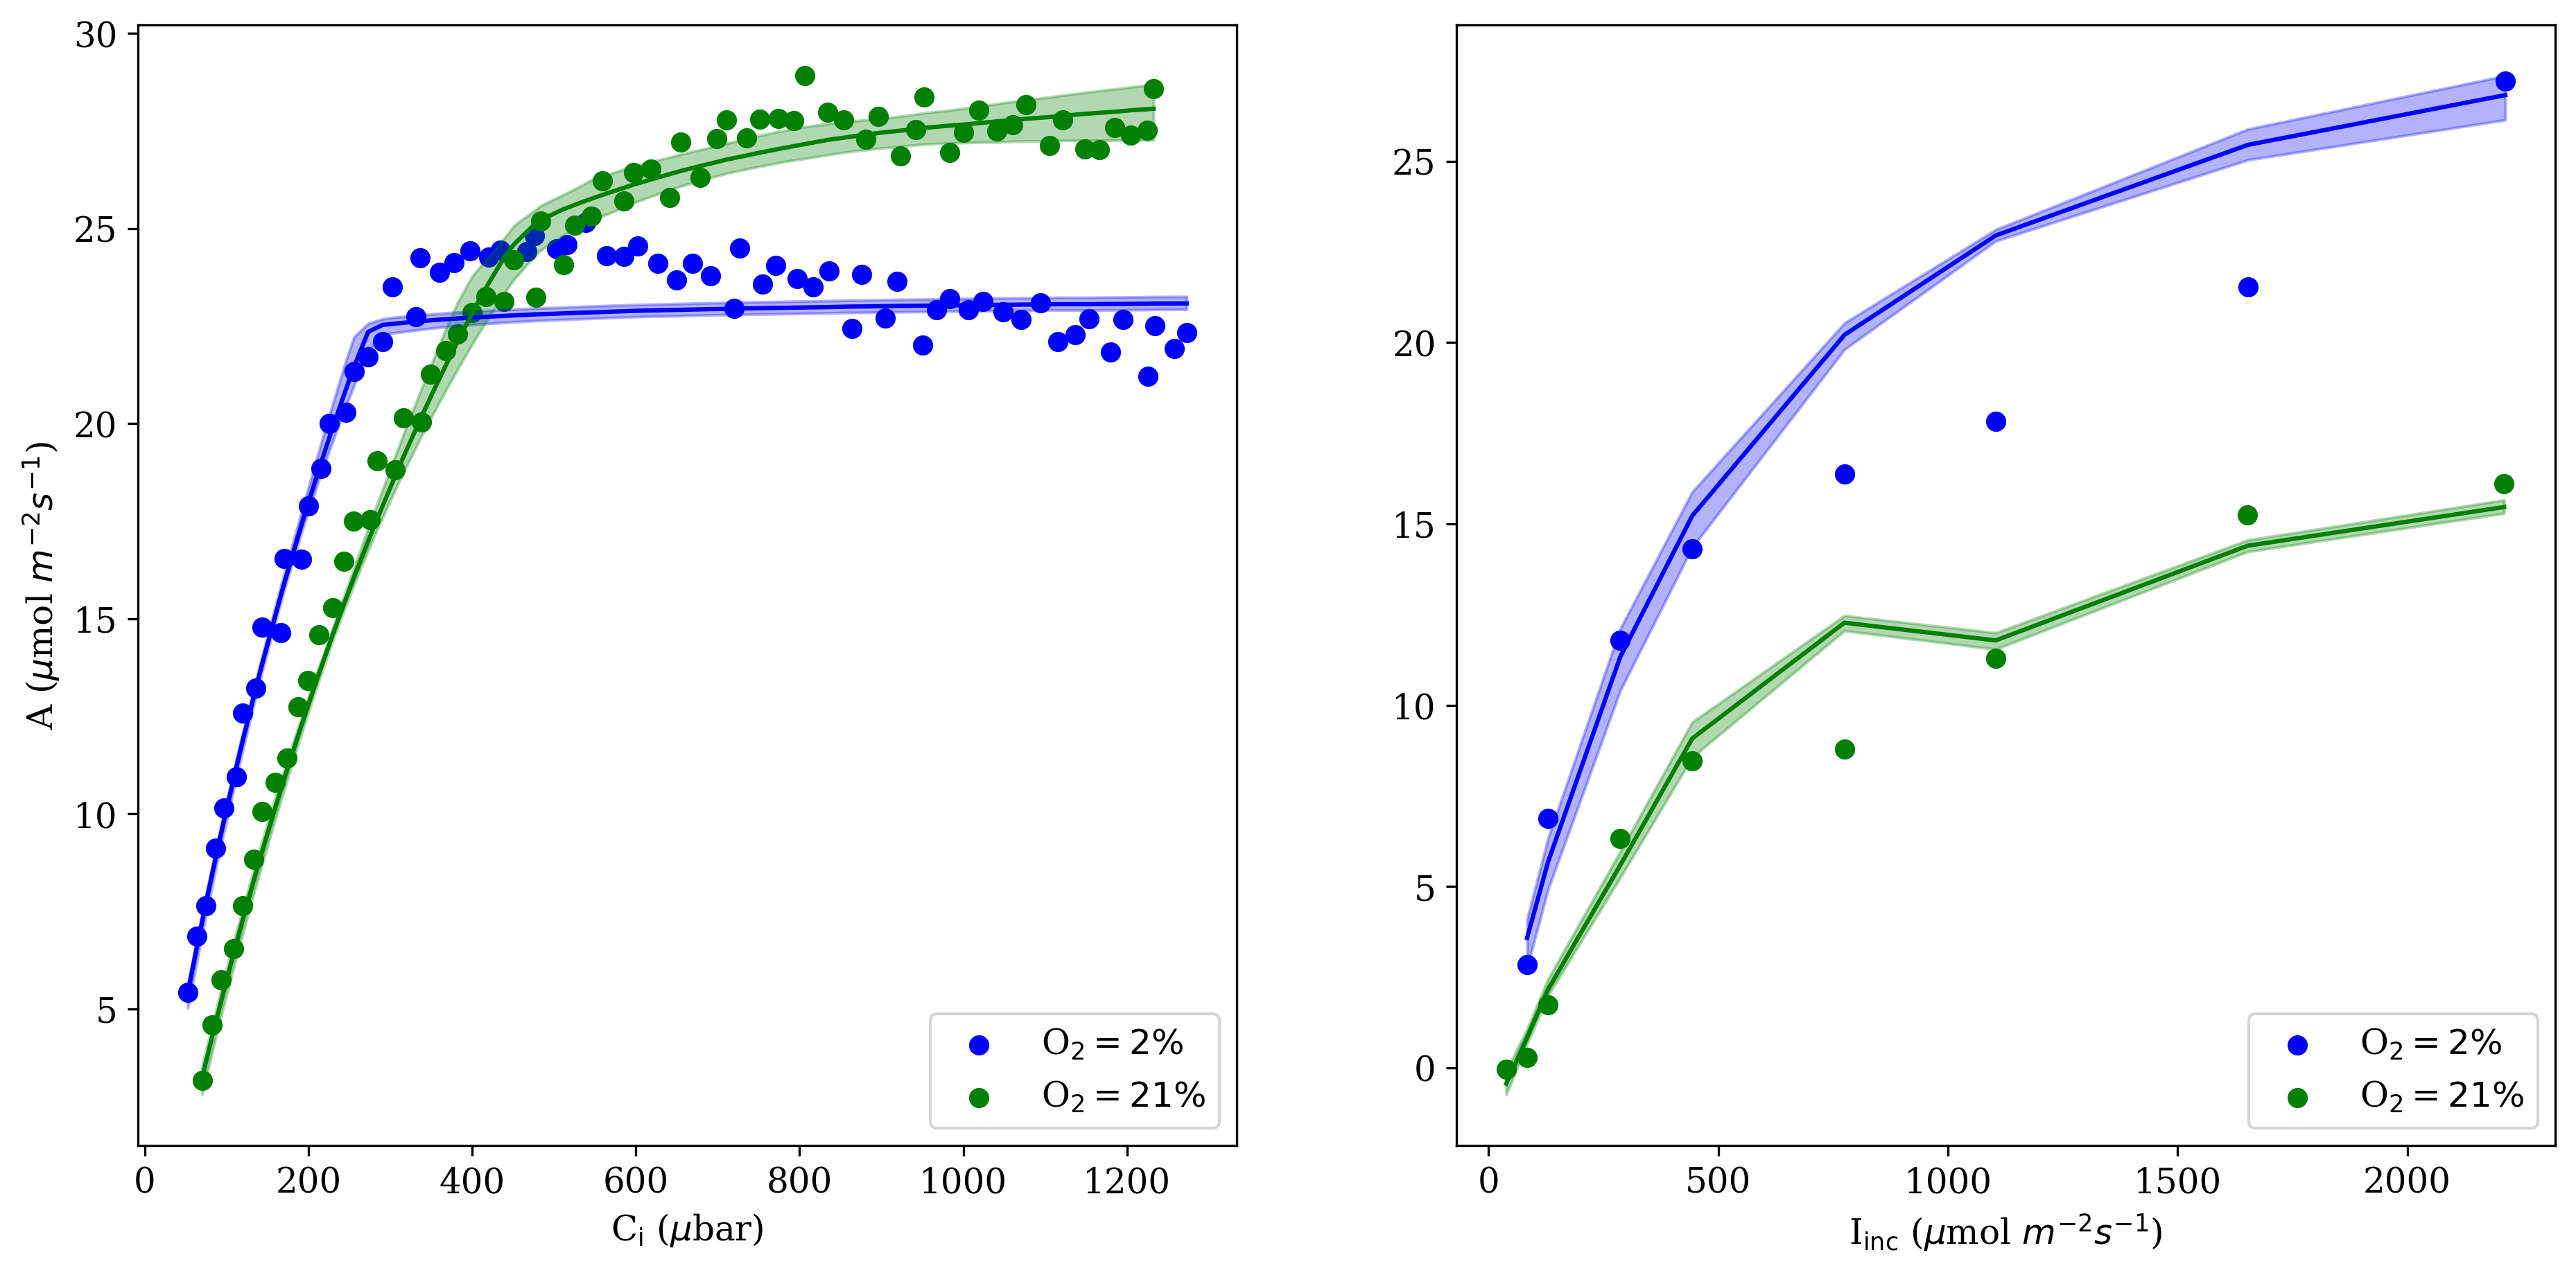 30
25
20
15
10
5
A (μmol m⁻²s⁻¹)
0 200 400 600 800 1000 1200
Cᵢ (μbar)
O₂ = 2%
O₂ = 21%
25
20
15
10
5
0
0 500 1000 1500 2000
I_inc (μmol m⁻²s⁻¹)
O₂ = 2%
O₂ = 21%